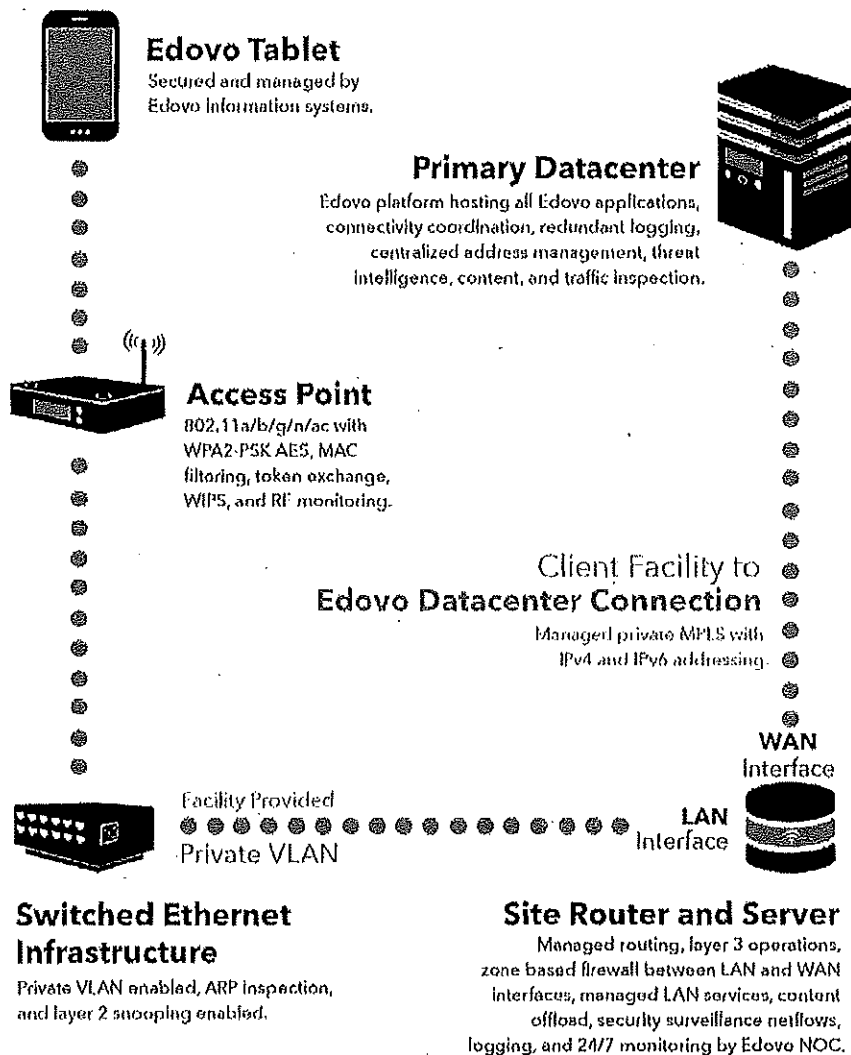 Edovo Tablet
Secured and managed by
Edovo Information systems.
Primary Datacenter
Edovo platform hosting all Edovo applications,
connectivity coordination, redundant logging,
centralized address management, threat
intelligence, content, and traffic inspection.
Access Point
802.11a/b/g/n/ac with
WPA2-PSK AES, MAC
filtering, token exchange,
WIPS, and RF monitoring.
Client Facility to
Edovo Datacenter Connection
Managed private MPLS with
IPv4 and IPv6 addressing.
WAN
Interface
Facility Provided
Private VLAN
LAN
Interface
Switched Ethernet
Infrastructure
Private VLAN enabled, ARP inspection,
and layer 2 snooping enabled.
Site Router and Server
Managed routing, layer 3 operations,
zone based firewall between LAN and WAN
interfaces, managed LAN services, content
offload, security surveillance netflows,
logging, and 24/7 monitoring by Edovo NOC.